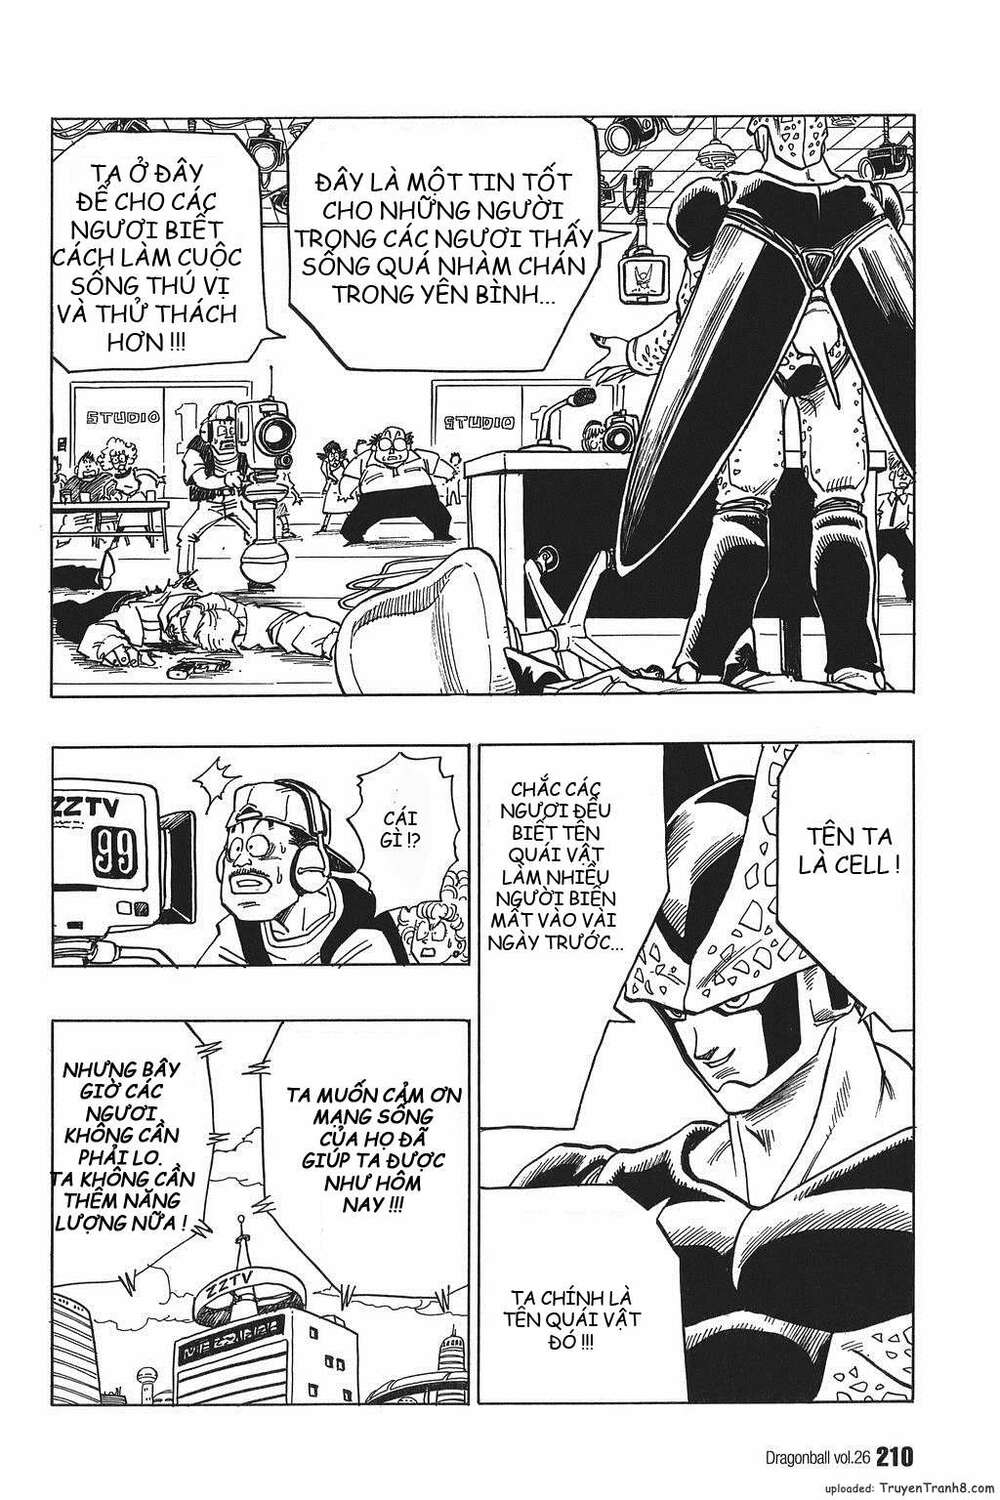 ĐÂY LÀ MỘT TIN TỐT
CHO NHỮNG NGƯỜI
TRONG CÁC NGƯƠI THẤY
SỐNG QUÁ NHÀM CHÁN
TRONG YÊN BÌNH...
TA Ở ĐÂY
ĐỂ CHO CÁC
NGƯƠI BIẾT
CÁCH LÀM CUỘC
SỐNG THÚ VỊ
VÀ THỬ THÁCH
HƠN !!!
STUDIO
1
STUDIO
1
TÊN TA
LÀ CELL !
CHẮC CÁC
NGƯƠI ĐỀU
BIẾT TÊN
QUÁI VẬT
LÀM NHIỀU
NGƯỜI BIẾN
MẤT VÀO VÀI
NGÀY TRƯỚC...
TA CHÍNH LÀ
TÊN QUÁI VẬT
ĐÓ !!!
CÁI
GÌ !?
ZZTV
99
TA MUỐN CẢM ƠN
MẠNG SỐNG
CỦA HỌ ĐÃ
GIÚP TA ĐƯỢC
NHƯ HÔM
NAY !!!
NHƯNG BÂY
GIỜ CÁC
NGƯƠI
KHÔNG CẦN
PHẢI LO.
TA KHÔNG CẦN
THÊM NĂNG
LƯỢNG NỮA !
ZZTV
Dragonball vol.26 210
uploaded: TruyenTranh8.com